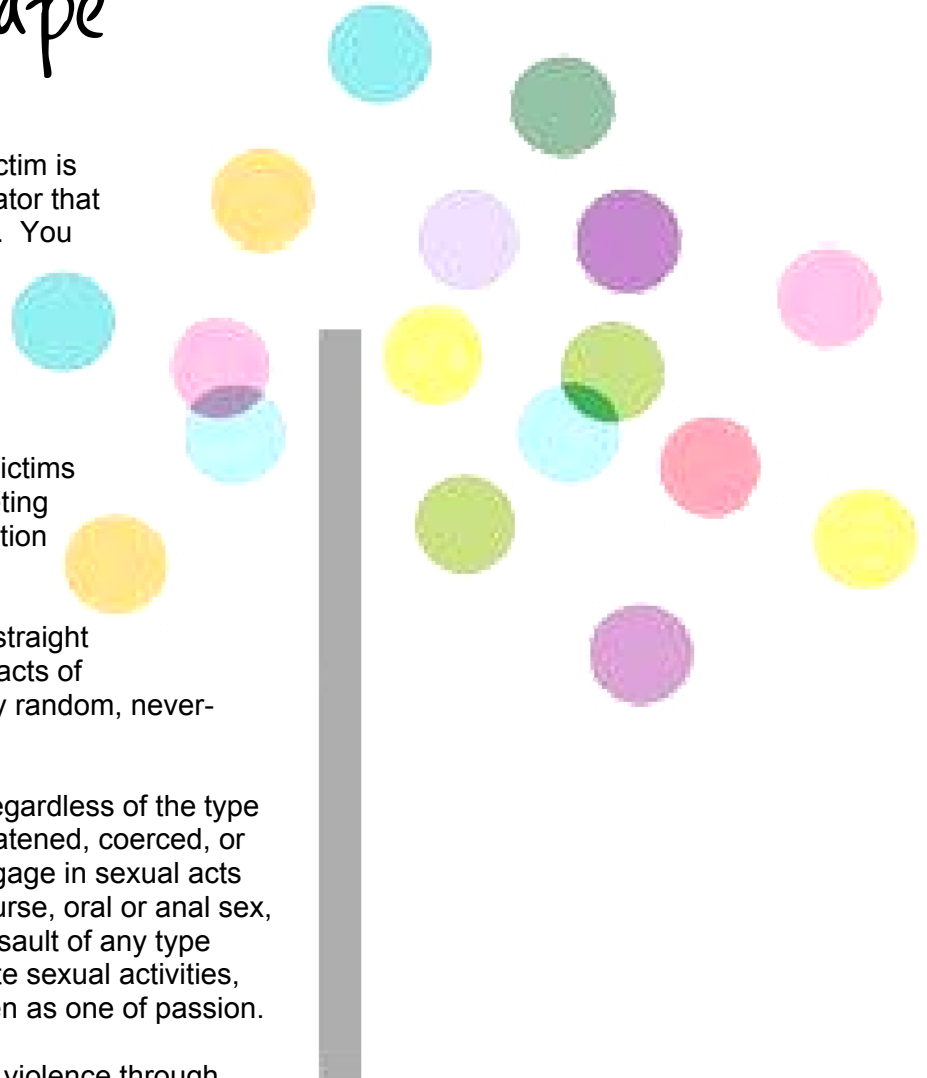 ape
ctim is
ator that
. You
ictims
ting
tion
straight
acts of
y random, never-
egardless of the type
atened, coerced, or
gage in sexual acts
urse, oral or anal sex,
sault of any type
te sexual activities,
en as one of passion.
violence through